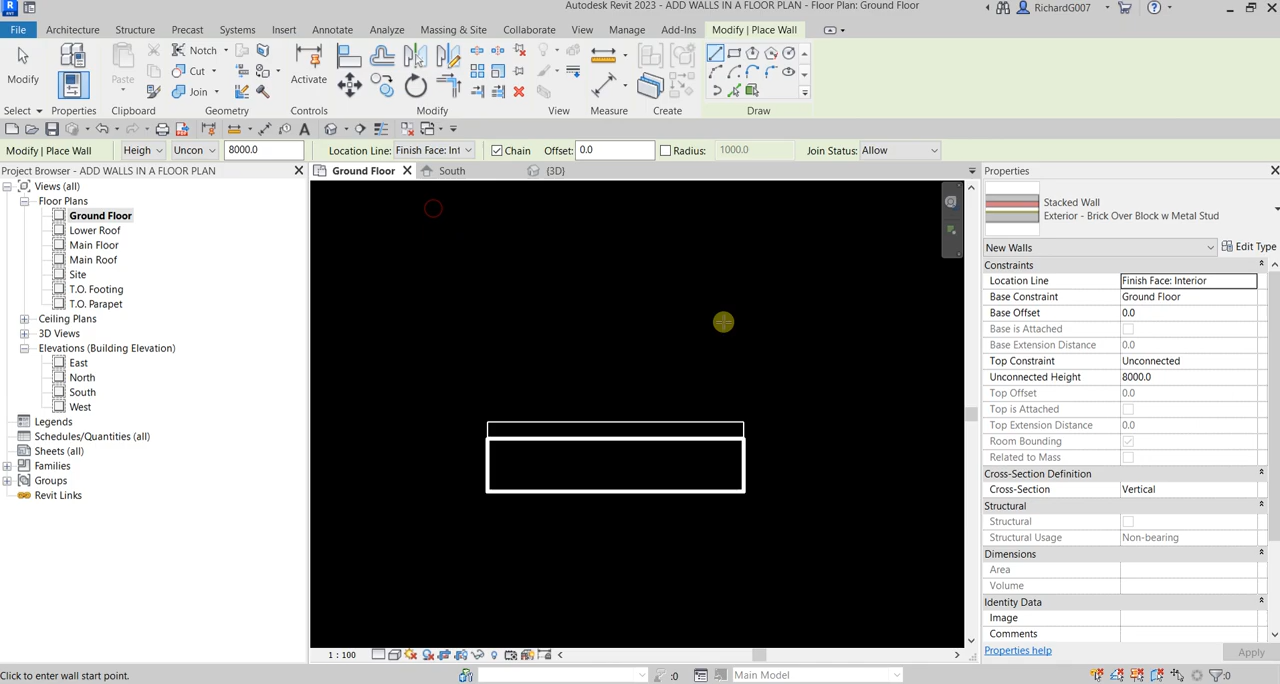 Autodesk Revit 2023 - ADD WALLS IN A FLOOR PLAN - Floor Plan: Ground Floor
RichardG007
File Architecture Structure Precast Systems Insert Annotate Analyze Massing & Site Collaborate View Manage Add-Ins Modify | Place Wall
Modify
Paste
Notch
Cut
Join
Activate
Select Properties Clipboard Geometry Controls Modify View Measure Create Draw
Modify | Place Wall Heigh Uncon 8000.0 Location Line: Finish Face: Int Chain Offset: 0.0 Radius: 1000.0 Join Status: Allow
Project Browser - ADD WALLS IN A FLOOR PLAN
Views (all)
Floor Plans
Ground Floor
Lower Roof
Main Floor
Main Roof
Site
T.O. Footing
T.O. Parapet
Ceiling Plans
3D Views
Elevations (Building Elevation)
East
North
South
West
Legends
Schedules/Quantities (all)
Sheets (all)
Families
Groups
Revit Links
Ground Floor South {3D}
1 : 100
Properties
Stacked Wall
Exterior - Brick Over Block w Metal Stud
New Walls Edit Type
Constraints
Location Line Finish Face: Interior
Base Constraint Ground Floor
Base Offset 0.0
Base is Attached
Base Extension Distance 0.0
Top Constraint Unconnected
Unconnected Height 8000.0
Top Offset 0.0
Top is Attached
Top Extension Distance 0.0
Room Bounding
Related to Mass
Cross-Section Definition
Cross-Section Vertical
Structural
Structural
Structural Usage Non-bearing
Dimensions
Area
Volume
Identity Data
Image
Comments
Properties help Apply
Click to enter wall start point. :0 Main Model :0